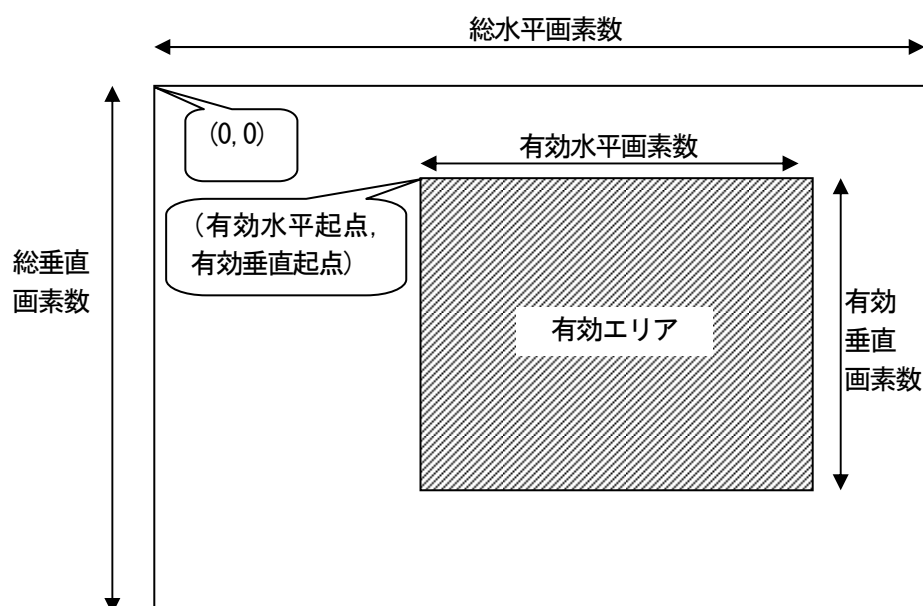 総水平画素数
(0,0)
有効水平画素数
(有効水平起点,
有効垂直起点)
総垂直
画素数
有効エリア
有効
垂直
画素数